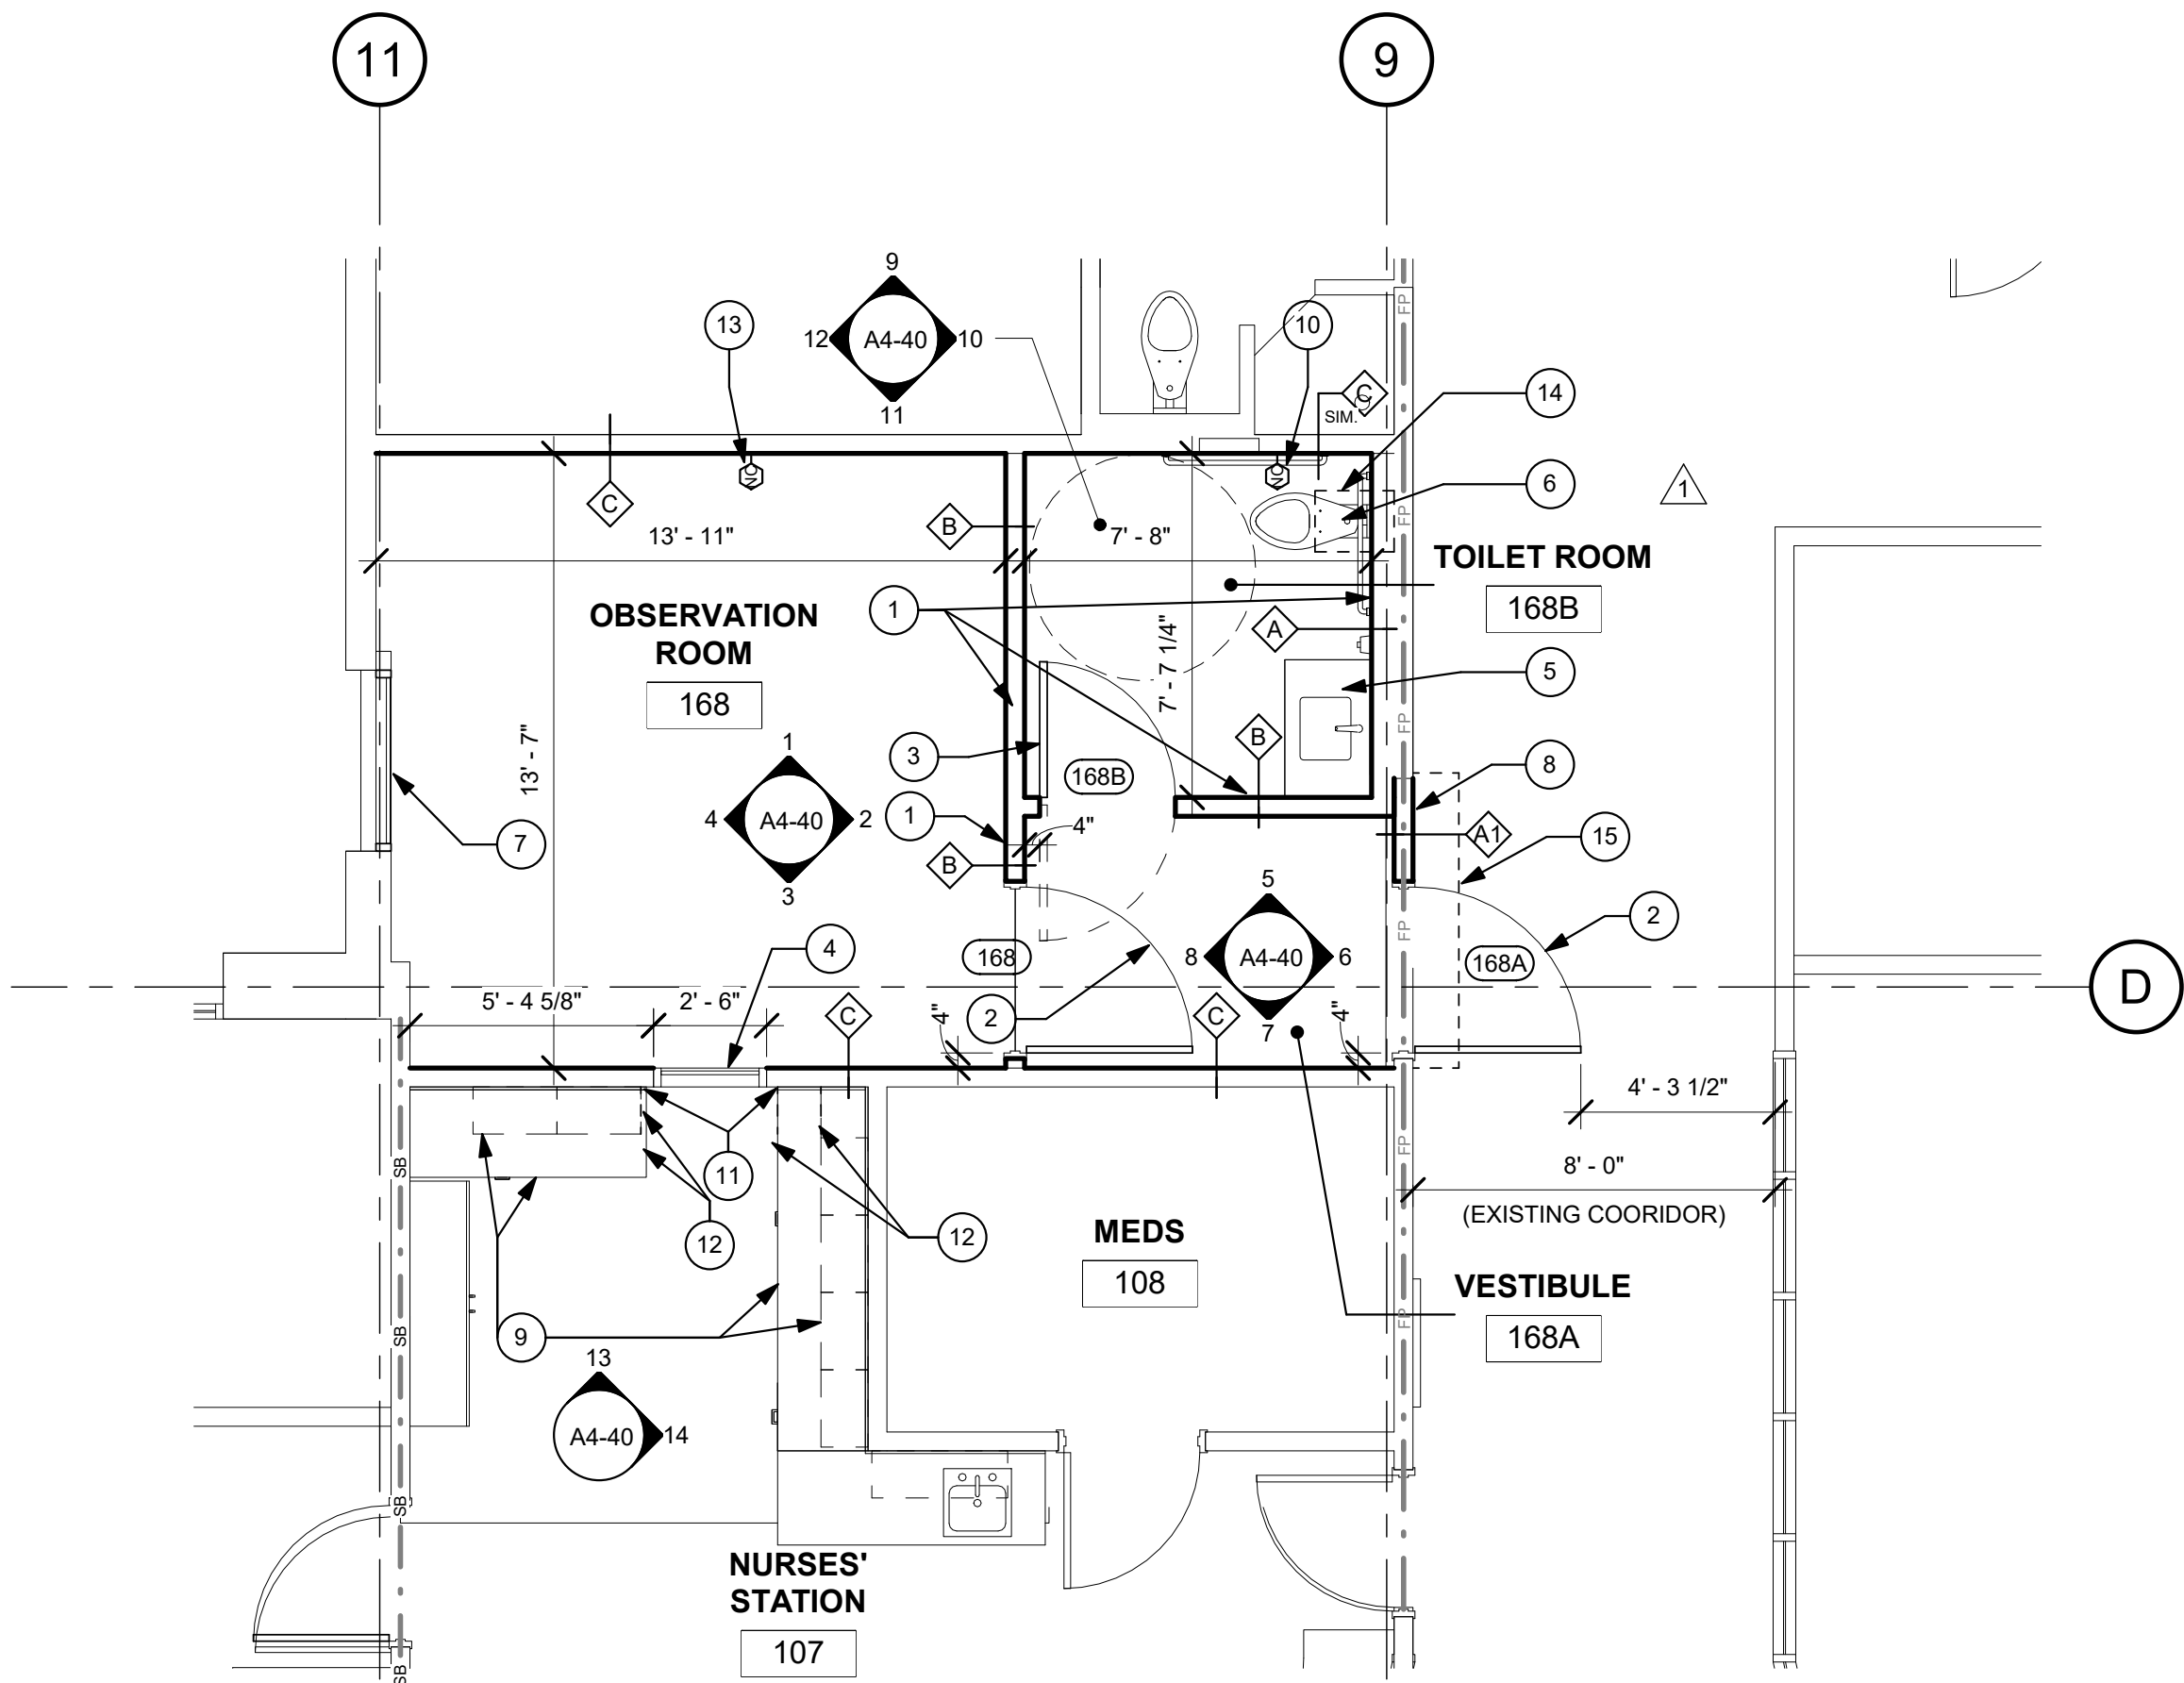 11
9
9
13
12
A4-40
10
10
11
C
SIM.
14
FP
NO
NO
6
1
C
B
13' - 11"
7' - 8"
FP
TOILET ROOM
168B
OBSERVATION
ROOM
168
1
A
7' - 7 1/4"
5
FP
13' - 7"
1
3
B
168B
8
4
A4-40
2
3
1
4"
A1
15
7
B
5
2
4
168
8
A4-40
6
7
FP
168A
D
5' - 4 5/8"
2' - 6"
C
4"
2
C
4"
4' - 3 1/2"
FP
SB
11
8' - 0"
(EXISTING COORIDOR)
12
12
MEDS
108
VESTIBULE
168A
FP
SB
9
13
A4-40
14
SB
NURSES'
STATION
107
SB